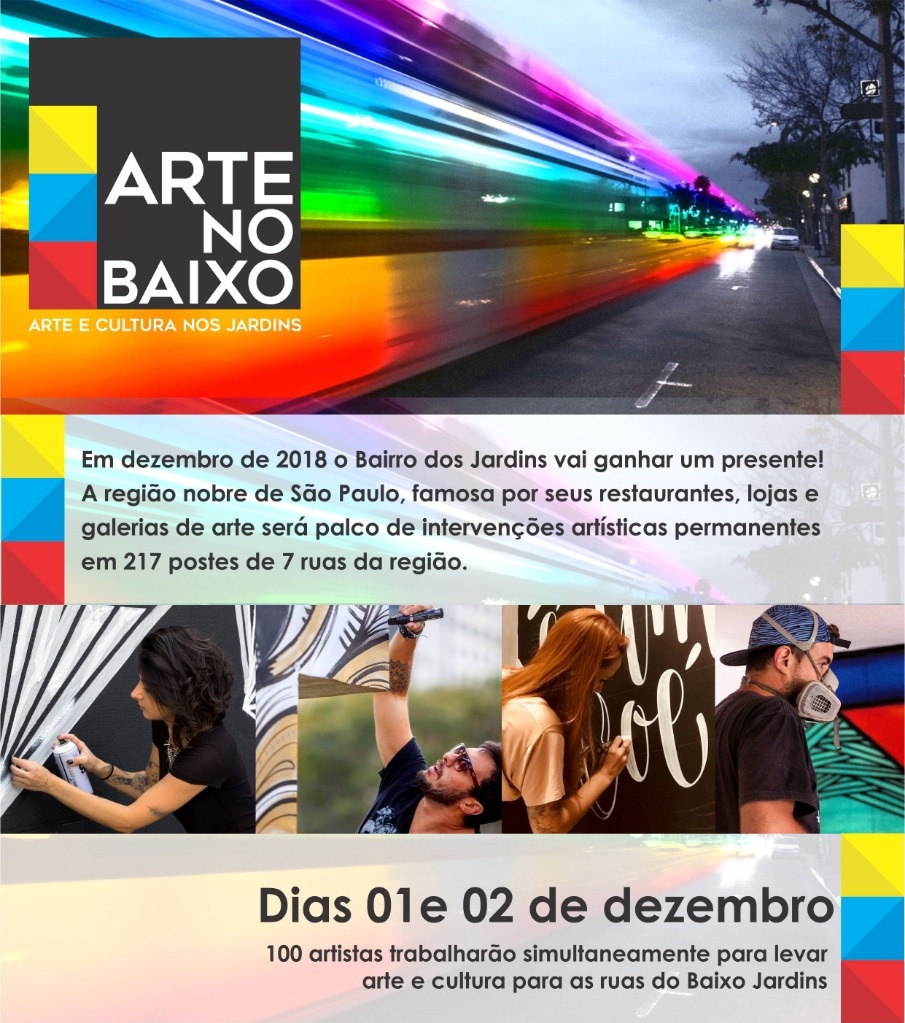 ARTE
NO
BAIXO
ARTE E CULTURA NOS JARDINS
Em dezembro de 2018 o Bairro dos Jardins vai ganhar um presente!
A região nobre de São Paulo, famosa por seus restaurantes, lojas e
galerias de arte será palco de intervenções artísticas permanentes
em 217 postes de 7 ruas da região.
Dias 01e 02 de dezembro
100 artistas trabalharão simultaneamente para levar
arte e cultura para as ruas do Baixo Jardins